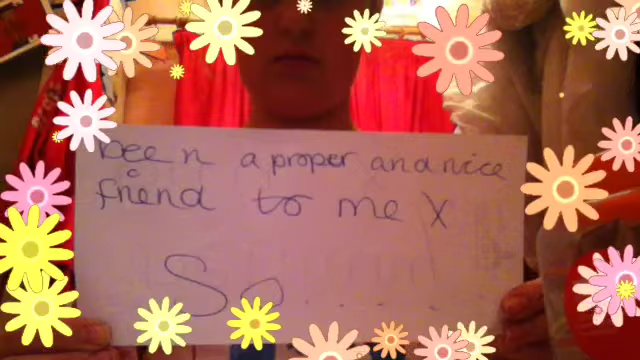 been a proper and nice
friend to me X
So.......